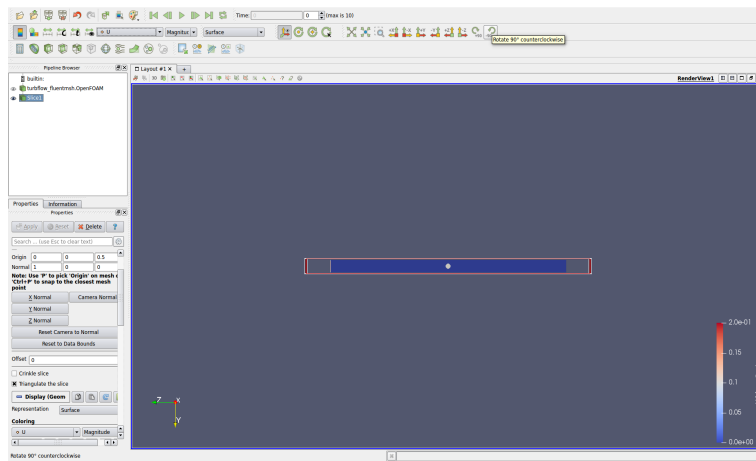 Time: 0 0 (max is 10)
U Magnitur Surface
+90 -90
Rotate 90° counterclockwise
Pipeline Browser
Layout #1 X +
builtin:
3D
RenderView1
turbflow_fluentmsh.OpenFOAM
Slice1
Properties Information
Properties
Apply Reset Delete ?
Search ... (use Esc to clear text)
Origin 0 0 0.5
Normal 1 0 0
Note: Use 'P' to pick 'Origin' on mesh
'Ctrl+P' to snap to the closest mesh
point
X Normal Camera Normal
Y Normal
Z Normal
Reset Camera to Normal
Reset to Data Bounds
Offset 0
Crinkle slice
Triangulate the slice
Display (Geom
Representation Surface
Coloring
U Magnitude
2.0e-01
0.15
0.1
0.05
0.0e+00
Z X
Y
Rotate 90° counterclockwise